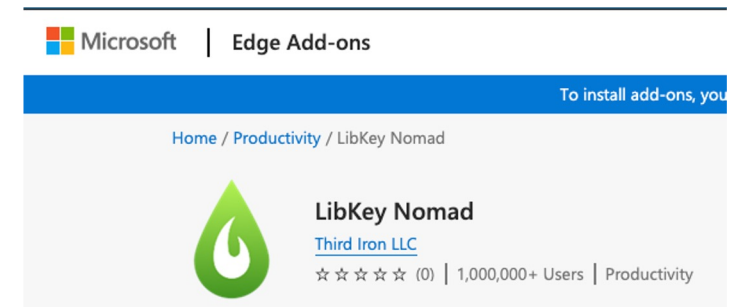 Microsoft | Edge Add-ons
To install add-ons, you
Home / Productivity / LibKey Nomad
LibKey Nomad
Third Iron LLC
☆☆☆☆☆ (0) | 1,000,000+ Users | Productivity